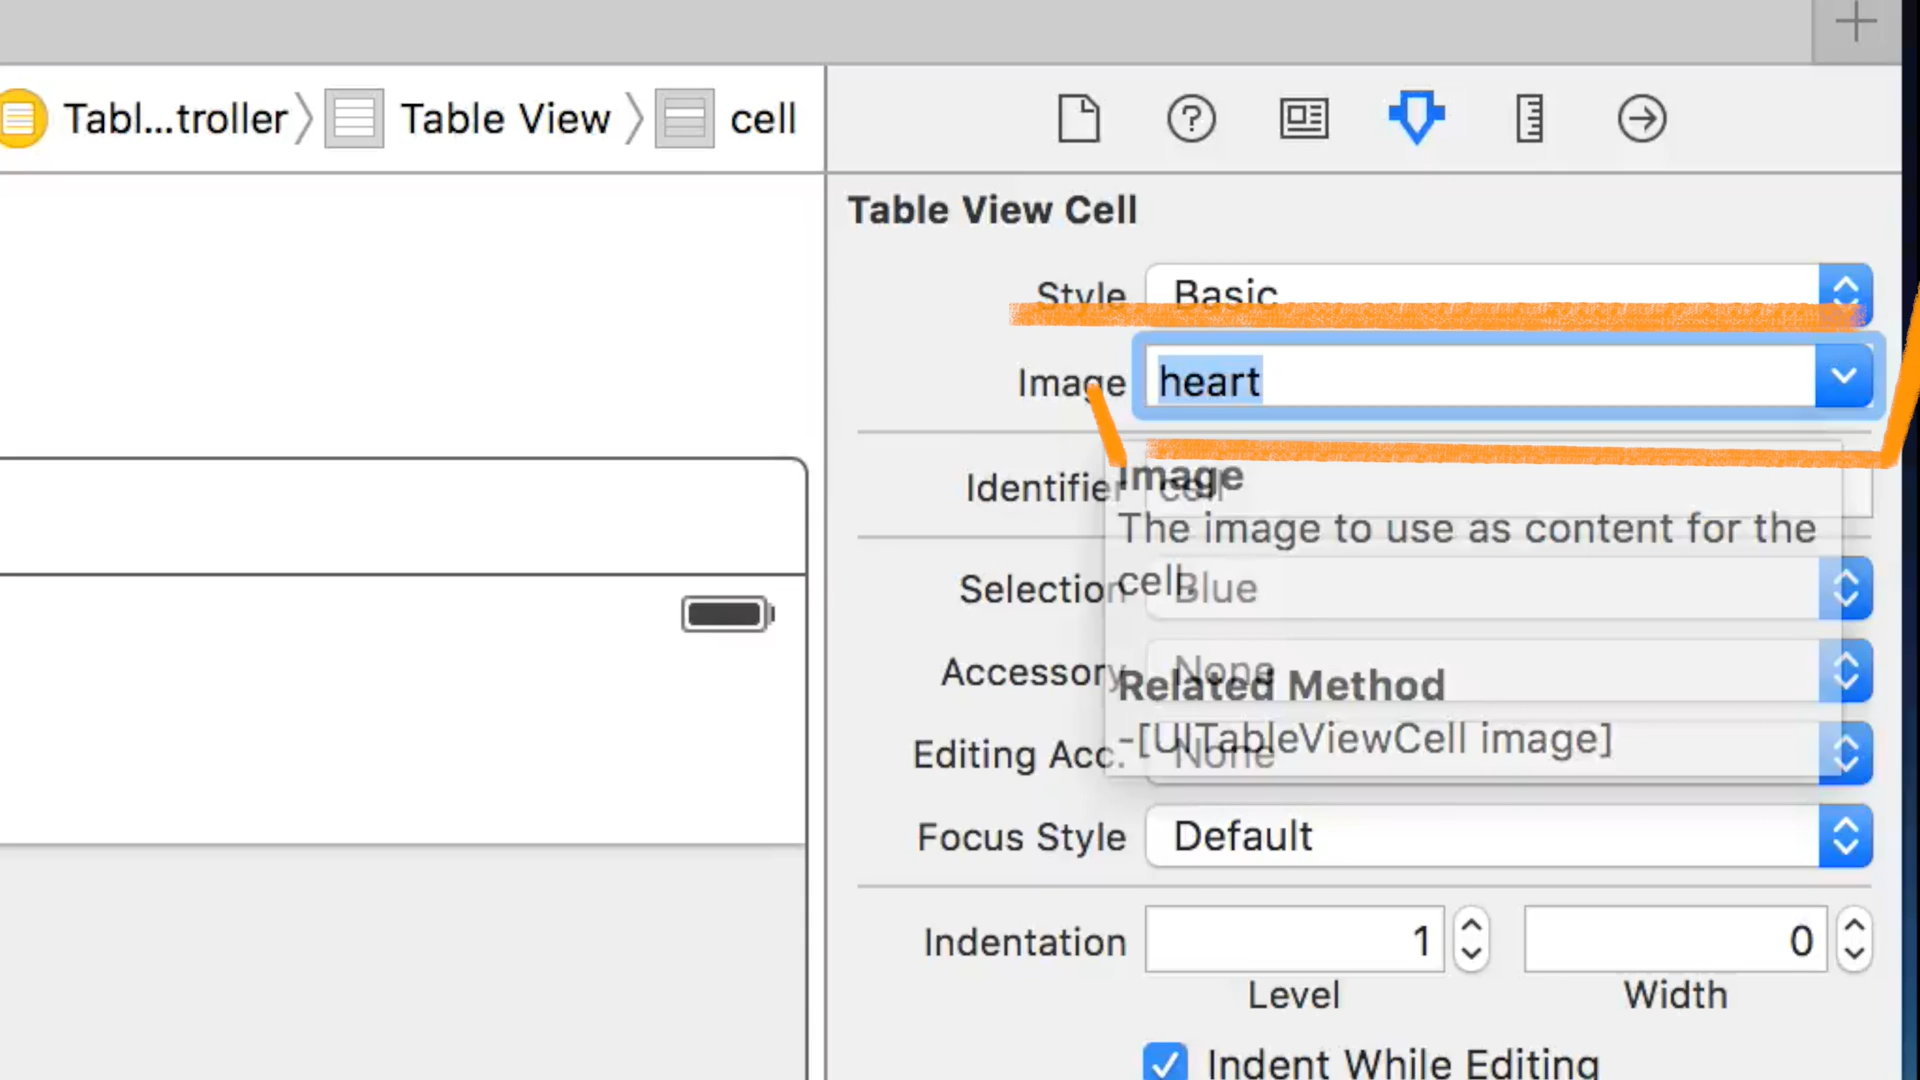 Tabl...troller
Table View
cell
Table View Cell
Style Basic
Image heart
Identifier cell
Image
The image to use as content for the
cell.
Selection Blue
Accessory None
Related Method
-[UITableViewCell image]
Editing Acc. None
Focus Style Default
Indentation 1 0
Level Width
Indent While Editing